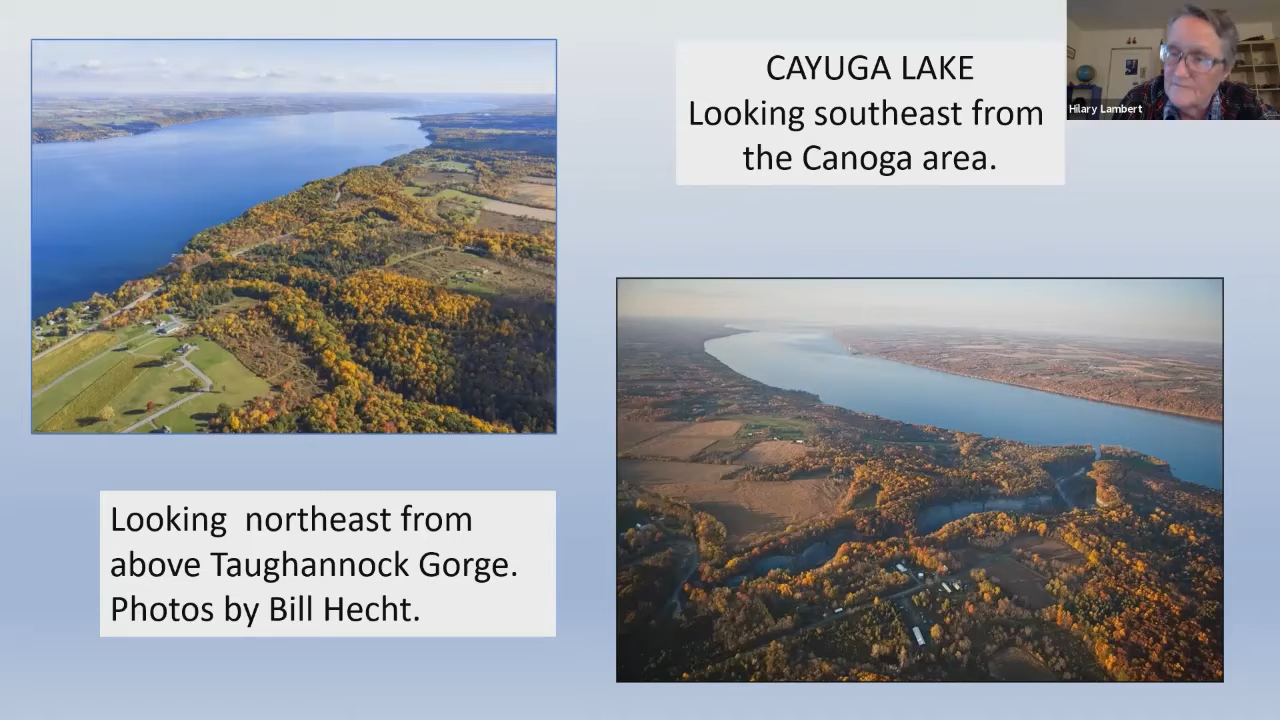 CAYUGA LAKE
Looking southeast from
the Canoga area.
Hilary Lambert
Looking  northeast from
above Taughannock Gorge.
Photos by Bill Hecht.